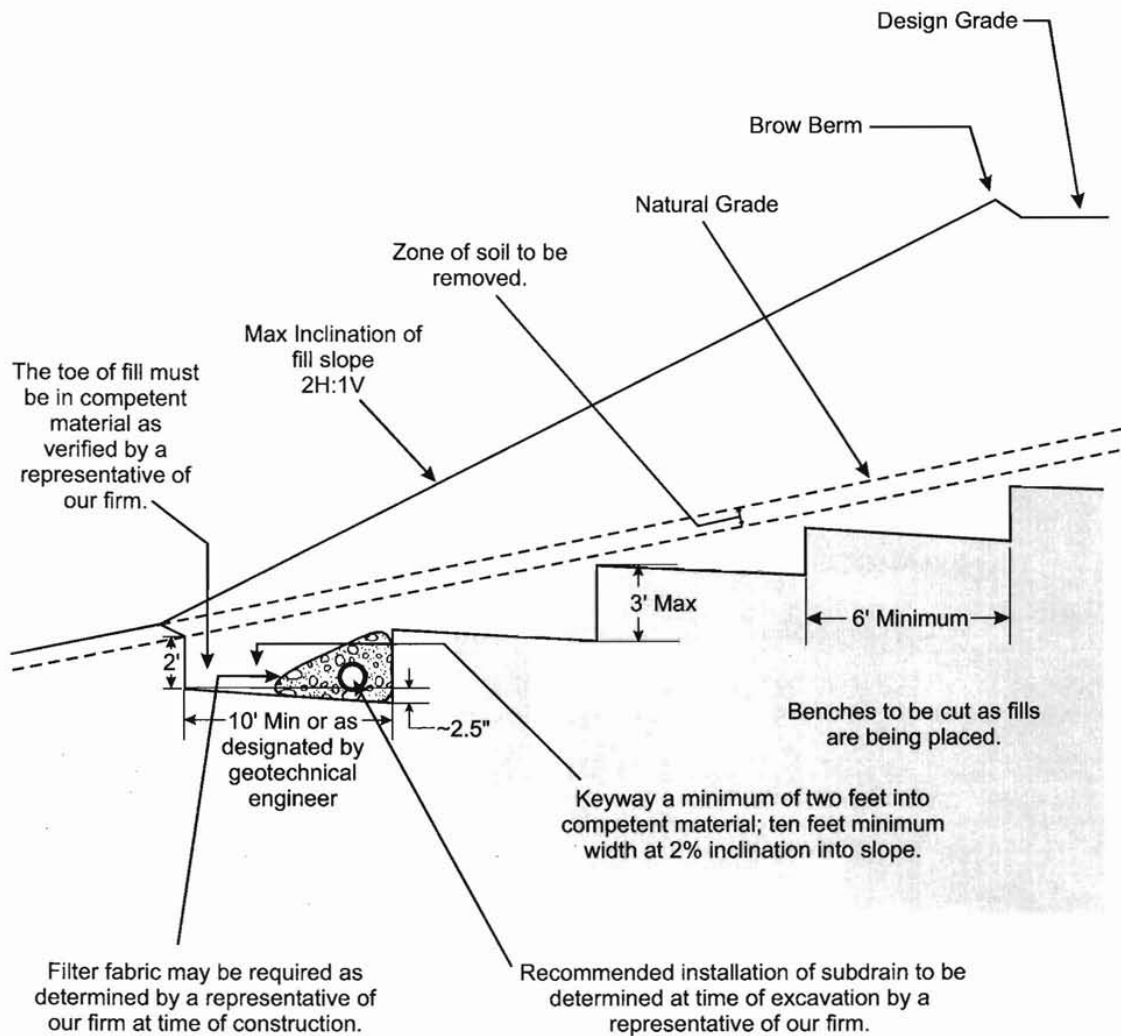 Design Grade
Brow Berm
Natural Grade
Zone of soil to be
removed.
Max Inclination of
fill slope
2H:1V
The toe of fill must
be in competent
material as
verified by a
representative of
our firm.
3' Max
6' Minimum
2'
10' Min or as
designated by
geotechnical
engineer
~2.5"
Benches to be cut as fills
are being placed.
Keyway a minimum of two feet into
competent material; ten feet minimum
width at 2% inclination into slope.
Filter fabric may be required as
determined by a representative of
our firm at time of construction.
Recommended installation of subdrain to be
determined at time of excavation by a
representative of our firm.